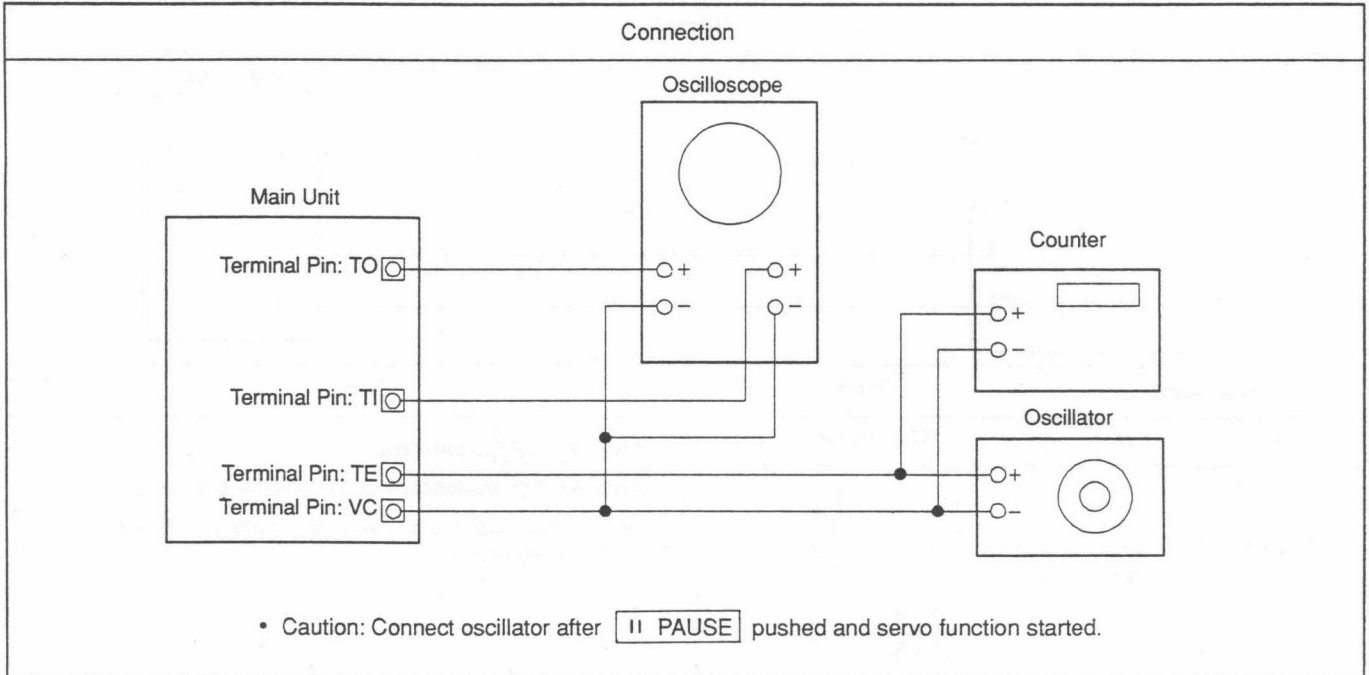 Connection
Oscilloscope
Main Unit
Terminal Pin: TO
+
+
−
−
Counter
+
−
Terminal Pin: TI
Oscillator
Terminal Pin: TE
+
Terminal Pin: VC
−
• Caution: Connect oscillator after II PAUSE pushed and servo function started.